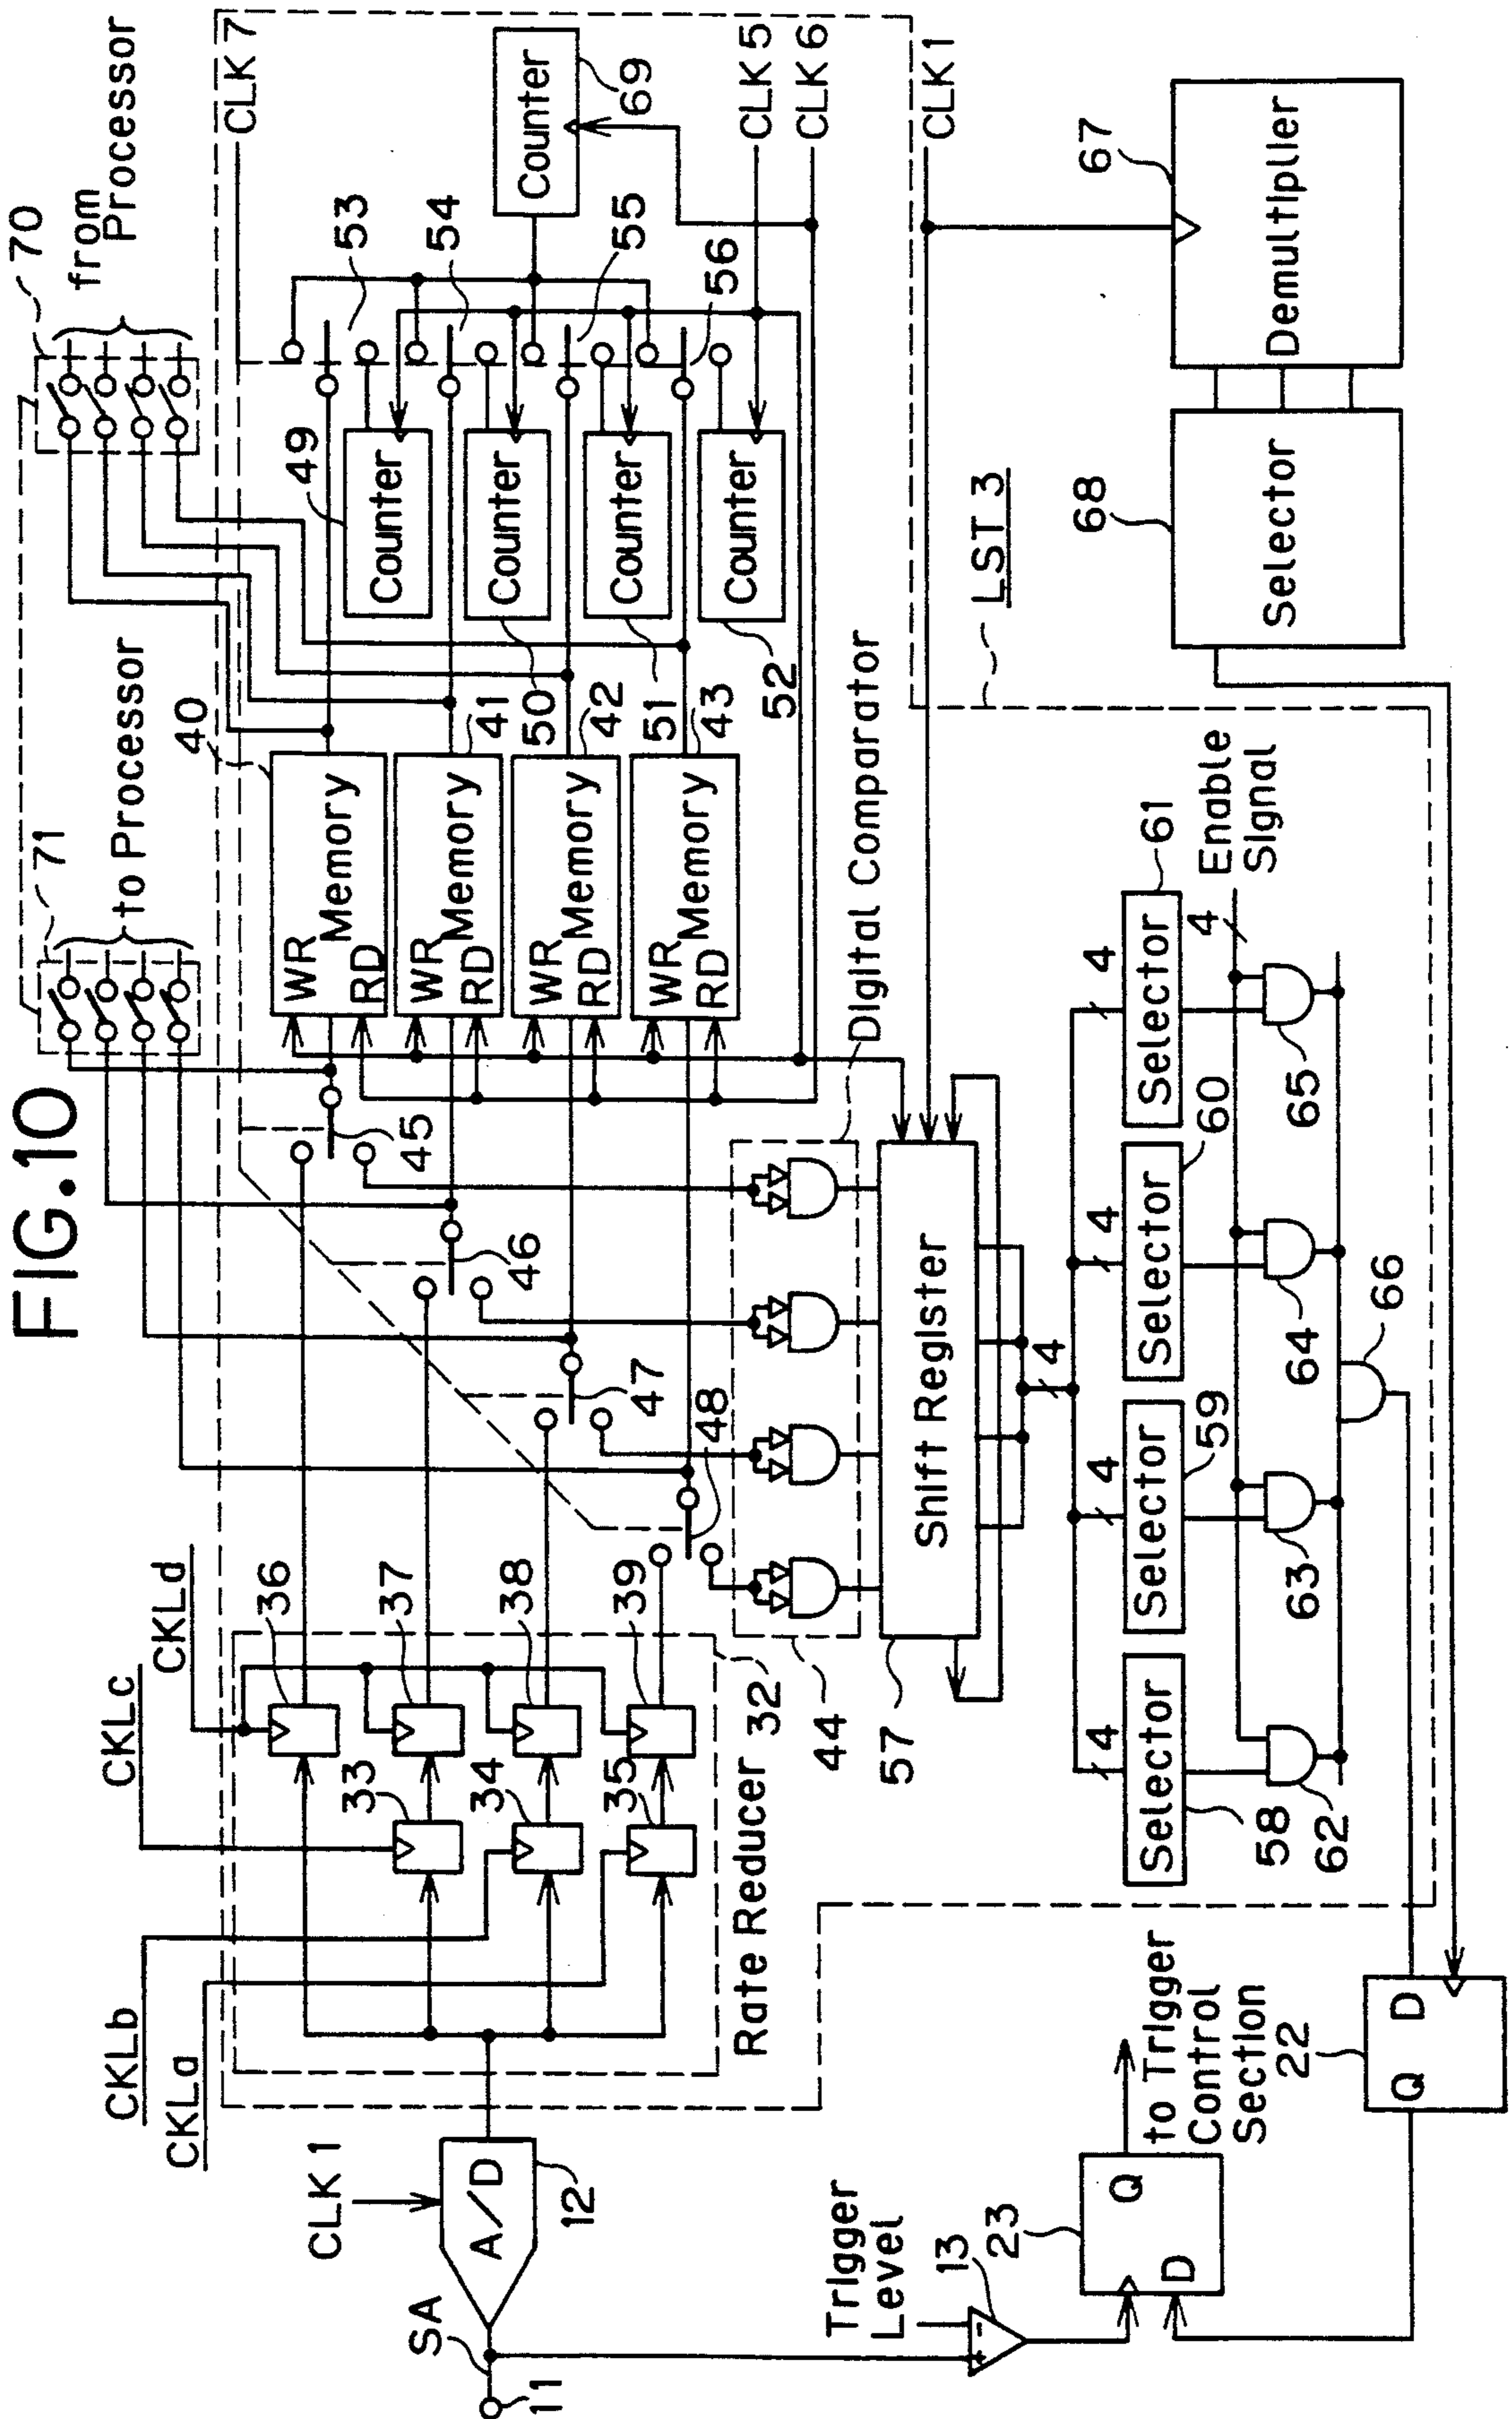 FIG.10
70
from
Processor
71
to Processor
CLK 7
CKLd
CKLc
CKLb
CKLa
CLK 1
SA
11
A/D
12
36
33
37
34
38
35
39
Rate Reducer 32
45
46
47
48
40
WR
Memory
RD
WR
Memory
RD
41
WR
Memory
RD
42
WR
Memory
RD
43
49
Counter
Counter
50
Counter
51
Counter
52
53
54
55
56
Counter
69
CLK 5
CLK 6
CLK 1
Digital Comparator
44
Shift Register
57
LST 3
4
4
4
4
4
Selector
58
Selector
59
Selector
60
Selector
61
Enable
Signal
4
62
63
64
65
66
68
Selector
67
Demultiplier
Trigger
Level
-
+
13
23
Q
D
to Trigger
Control
Section
22
Q
D